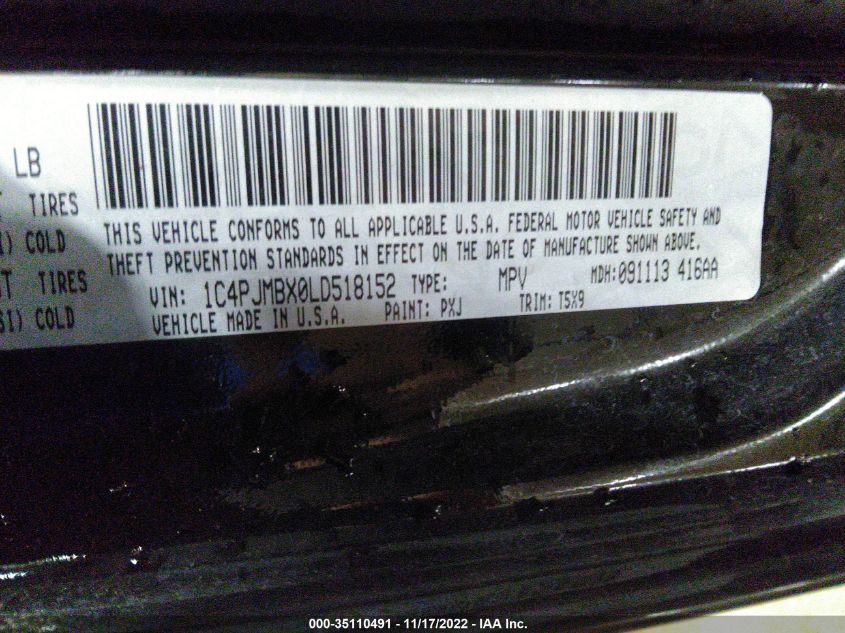 LB
TIRES
COLD
TIRES
COLD
THIS VEHICLE CONFORMS TO ALL APPLICABLE U.S.A. FEDERAL MOTOR VEHICLE SAFETY AND
THEFT PREVENTION STANDARDS IN EFFECT ON THE DATE OF MANUFACTURE SHOWN ABOVE.
VIN: 1C4PJMBX0LD518152 TYPE: MPV MDH:091113 416AA
VEHICLE MADE IN U.S.A. PAINT: PXJ TRIM: T5X9
000-35110491 - 11/17/2022 - IAA Inc.